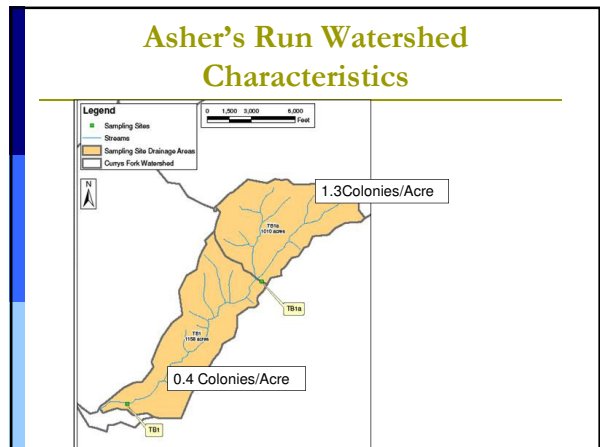 Asher's Run Watershed
Characteristics
Legend
Sampling Sites
Streams
Sampling Site Drainage Areas
Currys Fork Watershed
0 1,500 3,000 6,000
Feet
N
1.3Colonies/Acre
TB1a
1010 acres
TB1a
TB1
1158 acres
0.4 Colonies/Acre
TB1